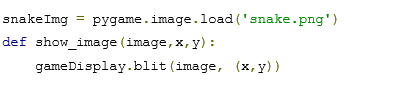 snakeImg = pygame.image.load('snake.png')
def show_image(image,x,y):
    gameDisplay.blit(image, (x,y))